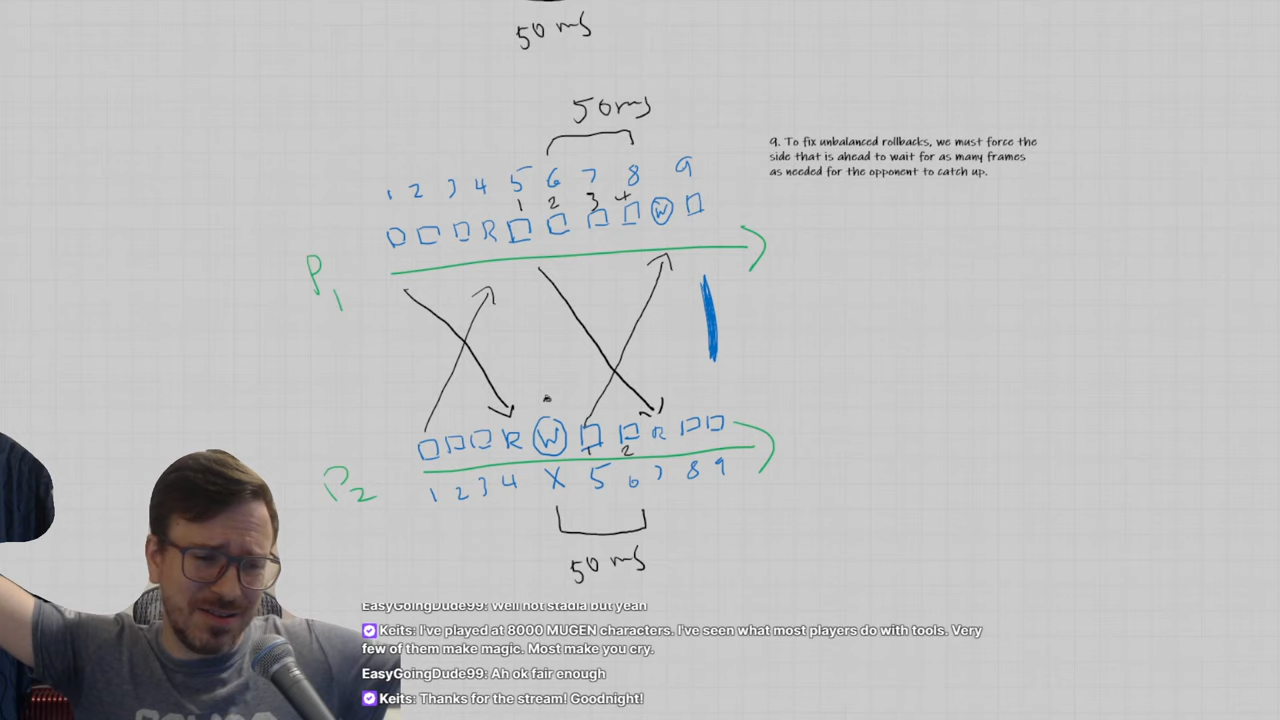 50 ms
50ms
9. To fix unbalanced rollbacks, we must force the
side that is ahead to wait for as many frames
as needed for the opponent to catch up.
1 2 3 4 5 6 7 8 9
1 2 3 4
R W
P1
R W R
1 2
P2
1 2 3 4 X 5 6 7 8 9
50 ms
EasyGoingDude99: Well not stadia but yeah
Keits: I've played at 8000 MUGEN characters. I've seen what most players do with tools. Very
few of them make magic. Most make you cry.
EasyGoingDude99: Ah ok fair enough
Keits: Thanks for the stream! Goodnight!